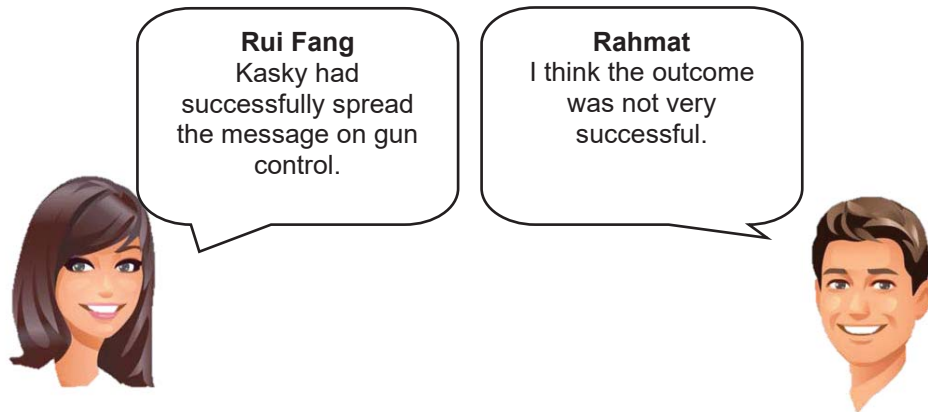 Rui Fang
Kasky had
successfully spread
the message on gun
control.
Rahmat
I think the outcome
was not very
successful.